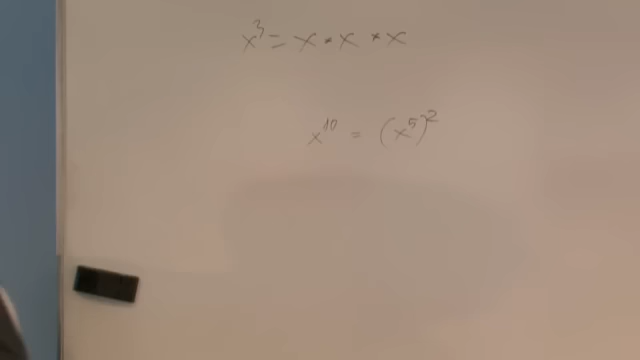 x³ = x * x * x
x¹⁰ = (x⁵)²